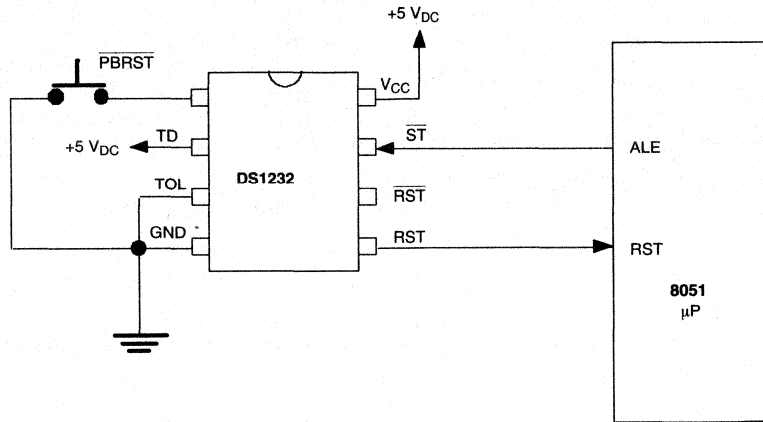 +5 V_DC
PBRST
V_CC
TD
ST
+5 V_DC
ALE
DS1232
TOL
RST
GND
RST
RST
8051
μP